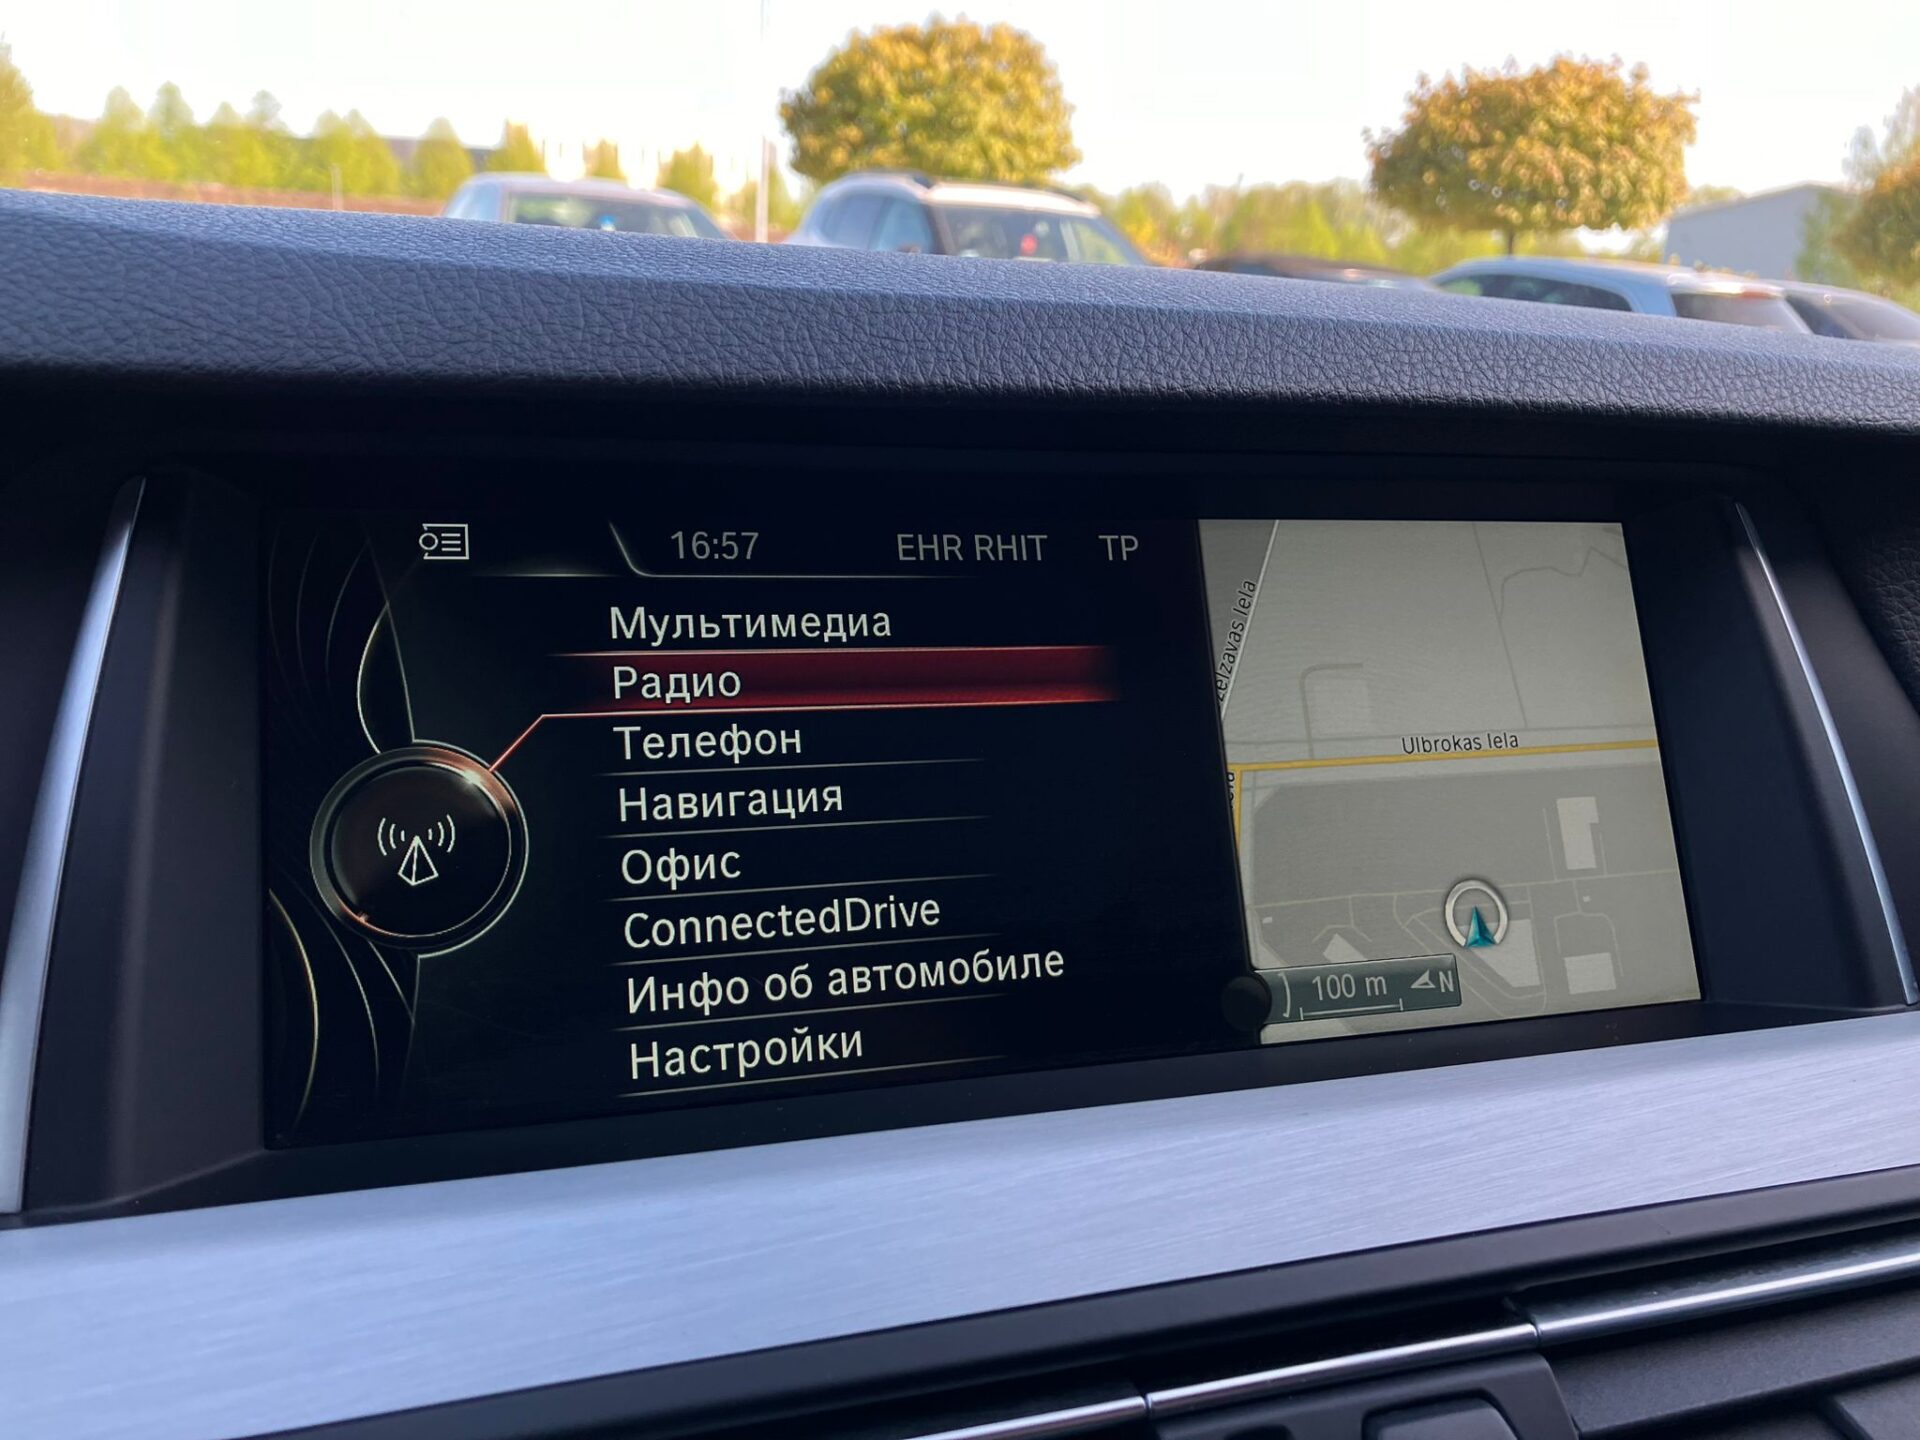 16:57 EHR RHIT TP
Мультимедиа
Радио
Телефон
Навигация
Офис
ConnectedDrive
Инфо об автомобиле
Настройки
Ulbrokas iela
100 m N